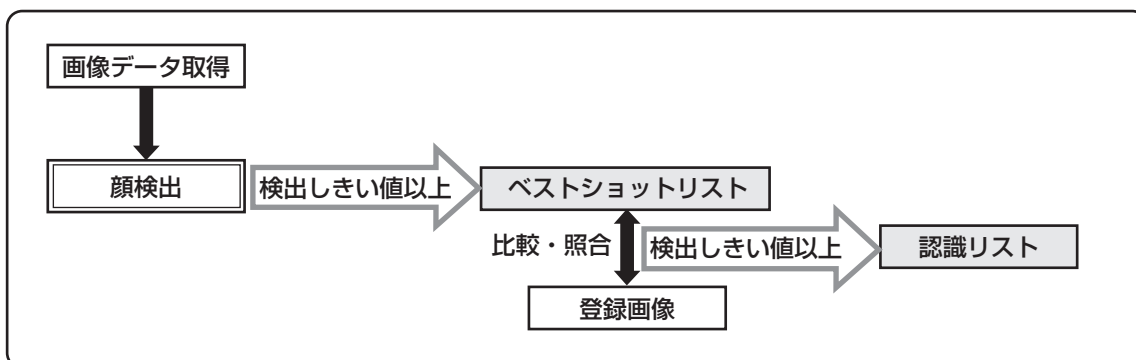 画像データ取得
顔検出
検出しきい値以上
ベストショットリスト
比較・照合
検出しきい値以上
認識リスト
登録画像